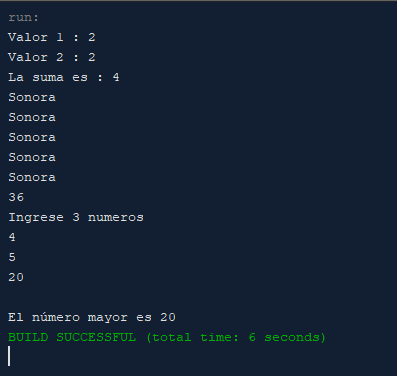 run:
Valor 1 : 2
Valor 2 : 2
La suma es : 4
Sonora
Sonora
Sonora
Sonora
Sonora
36
Ingrese 3 numeros
4
5
20
El número mayor es 20
BUILD SUCCESSFUL (total time: 6 seconds)